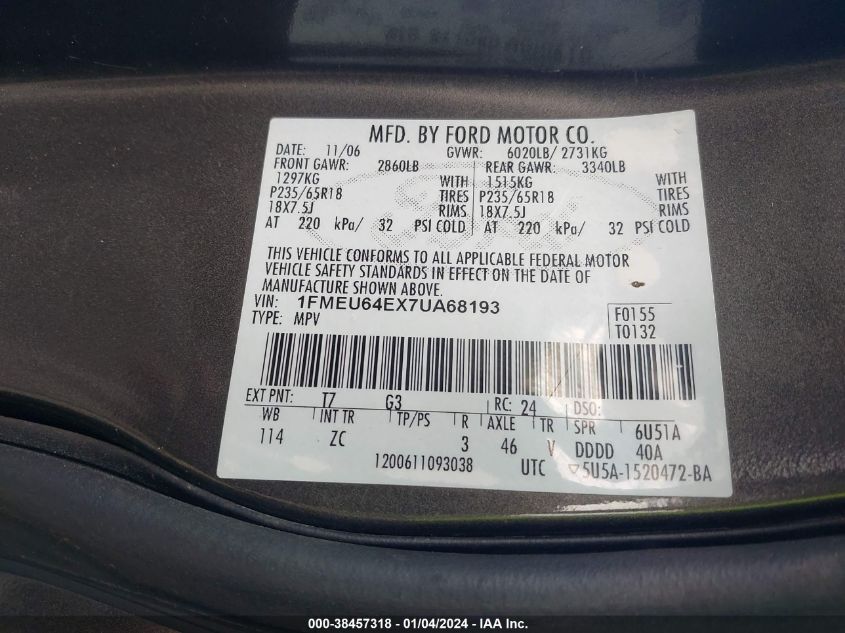 MFD. BY FORD MOTOR CO.
DATE: 11/06 GVWR: 6020LB/ 2731KG
FRONT GAWR: 2860LB REAR GAWR: 3340LB
1297KG WITH 1515KG WITH
P235/65R18 TIRES P235/65R18 TIRES
18X7.5J RIMS 18X7.5J RIMS
AT 220 kPa/ 32 PSI COLD AT 220 kPa/ 32 PSI COLD
THIS VEHICLE CONFORMS TO ALL APPLICABLE FEDERAL MOTOR
VEHICLE SAFETY STANDARDS IN EFFECT ON THE DATE OF
MANUFACTURE SHOWN ABOVE.
VIN: 1FMEU64EX7UA68193 F0155
TYPE: MPV T0132
EXT PNT: T7 G3 RC: 24 DSO:
WB INT TR TP/PS R AXLE TR SPR 6U51A
114 ZC 3 46 V DDDD 40A
1200611093038 UTC 5U5A-1520472-BA
000-38457318 - 01/04/2024 - IAA Inc.